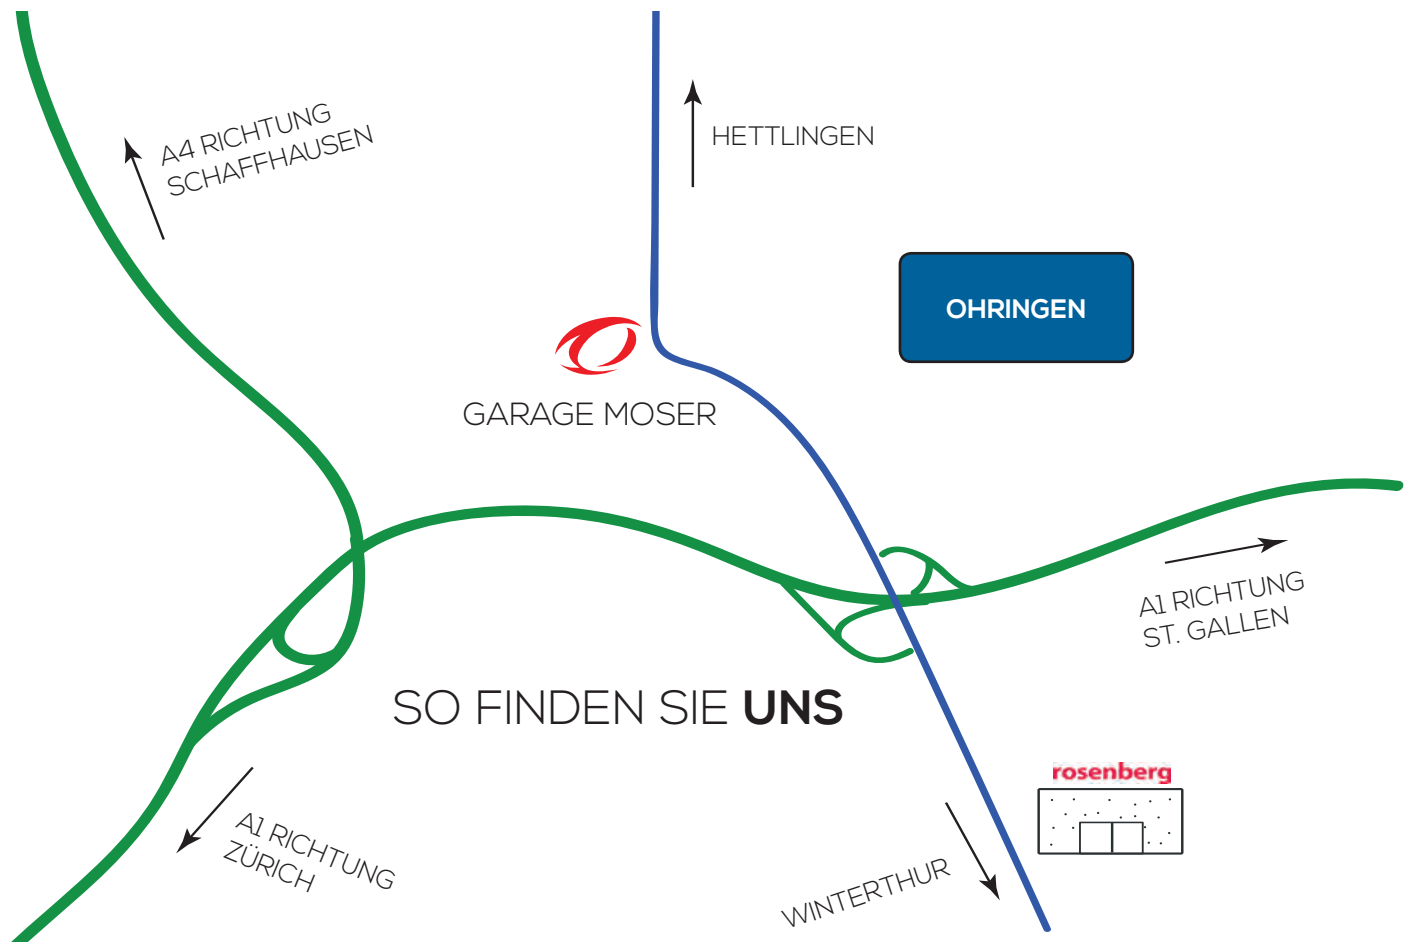 A4 RICHTUNG
SCHAFFHAUSEN
HETTLINGEN
OHRINGEN
GARAGE MOSER
A1 RICHTUNG
ST. GALLEN
SO FINDEN SIE UNS
rosenberg
A1 RICHTUNG
ZÜRICH
WINTERTHUR